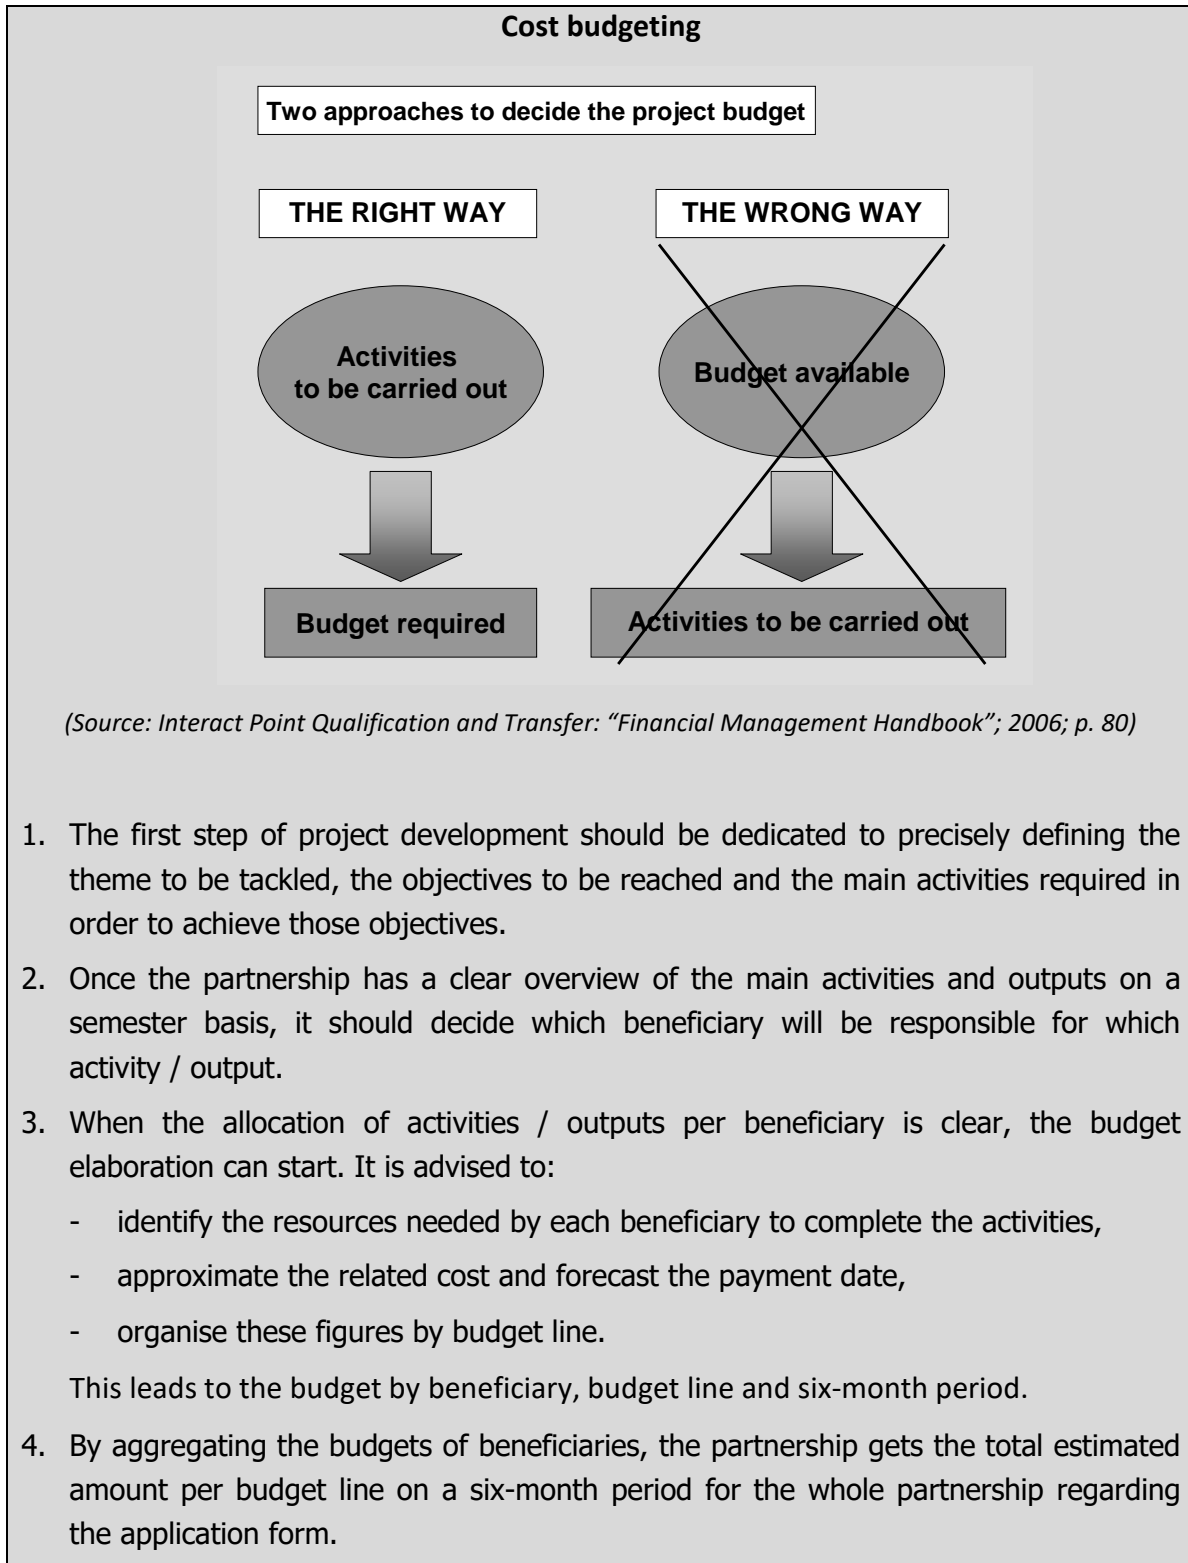 Cost budgeting
Two approaches to decide the project budget
THE RIGHT WAY
THE WRONG WAY
Activities
to be carried out
Budget available
Budget required
Activities to be carried out
(Source: Interact Point Qualification and Transfer: “Financial Management Handbook”; 2006; p. 80)
1. The first step of project development should be dedicated to precisely defining the
theme to be tackled, the objectives to be reached and the main activities required in
order to achieve those objectives.
2. Once the partnership has a clear overview of the main activities and outputs on a
semester basis, it should decide which beneficiary will be responsible for which
activity / output.
3. When the allocation of activities / outputs per beneficiary is clear, the budget
elaboration can start. It is advised to:
- identify the resources needed by each beneficiary to complete the activities,
- approximate the related cost and forecast the payment date,
- organise these figures by budget line.
This leads to the budget by beneficiary, budget line and six-month period.
4. By aggregating the budgets of beneficiaries, the partnership gets the total estimated
amount per budget line on a six-month period for the whole partnership regarding
the application form.